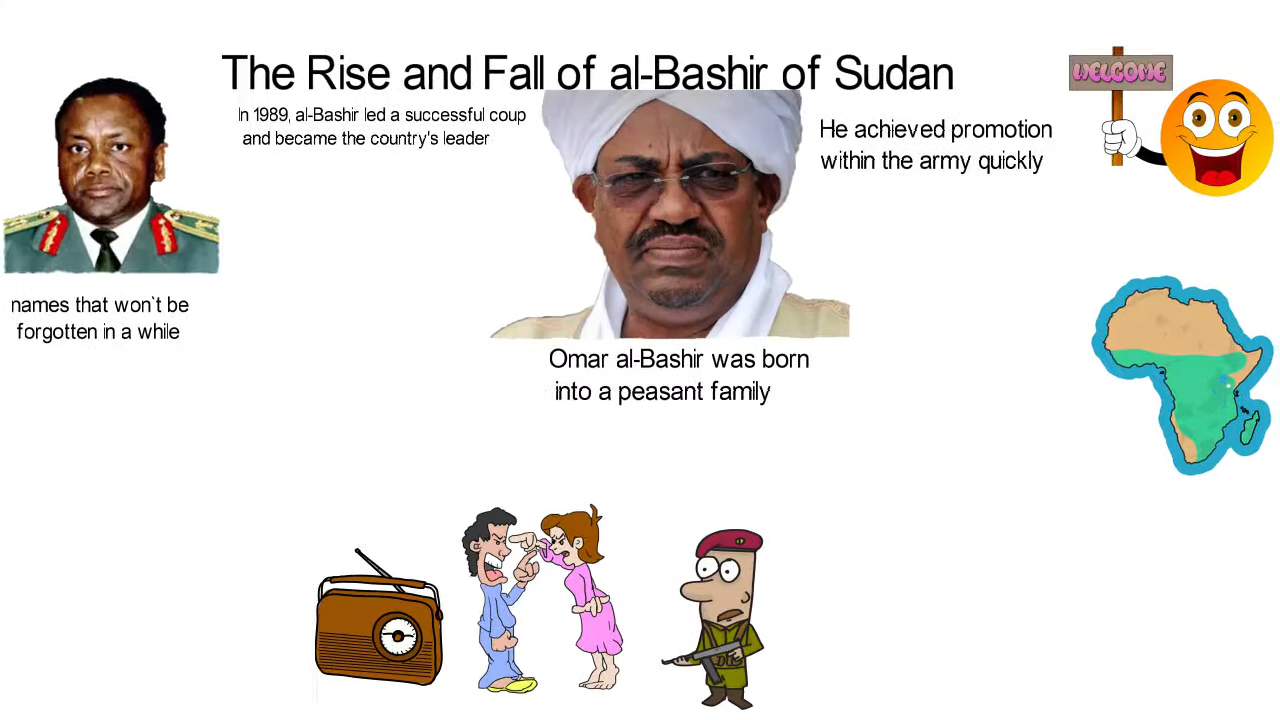 The Rise and Fall of al-Bashir of Sudan
In 1989, al-Bashir led a successful coup
and became the country's leader
He achieved promotion
within the army quickly
WELCOME
names that won`t be
forgotten in a while
Omar al-Bashir was born
into a peasant family